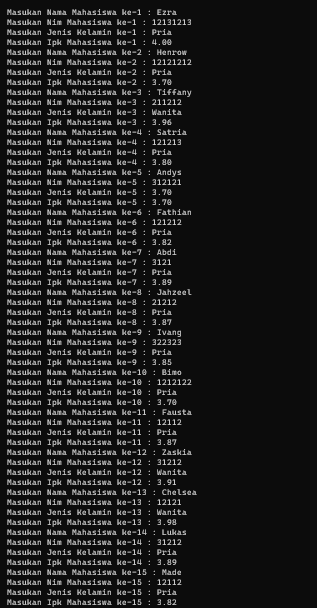 Masukan Nama Mahasiswa ke-1 : Ezra
Masukan Nim Mahasiswa ke-1 : 12131213
Masukan Jenis Kelamin ke-1 : Pria
Masukan Ipk Mahasiswa ke-1 : 4.00
Masukan Nama Mahasiswa ke-2 : Henrow
Masukan Nim Mahasiswa ke-2 : 12121212
Masukan Jenis Kelamin ke-2 : Pria
Masukan Ipk Mahasiswa ke-2 : 3.70
Masukan Nama Mahasiswa ke-3 : Tiffany
Masukan Nim Mahasiswa ke-3 : 211212
Masukan Jenis Kelamin ke-3 : Wanita
Masukan Ipk Mahasiswa ke-3 : 3.96
Masukan Nama Mahasiswa ke-4 : Satria
Masukan Nim Mahasiswa ke-4 : 121213
Masukan Jenis Kelamin ke-4 : Pria
Masukan Ipk Mahasiswa ke-4 : 3.80
Masukan Nama Mahasiswa ke-5 : Andys
Masukan Nim Mahasiswa ke-5 : 312121
Masukan Jenis Kelamin ke-5 : 3.70
Masukan Ipk Mahasiswa ke-5 : 3.70
Masukan Nama Mahasiswa ke-6 : Fathian
Masukan Nim Mahasiswa ke-6 : 121212
Masukan Jenis Kelamin ke-6 : Pria
Masukan Ipk Mahasiswa ke-6 : 3.82
Masukan Nama Mahasiswa ke-7 : Abdi
Masukan Nim Mahasiswa ke-7 : 3121
Masukan Jenis Kelamin ke-7 : Pria
Masukan Ipk Mahasiswa ke-7 : 3.89
Masukan Nama Mahasiswa ke-8 : Jahzeel
Masukan Nim Mahasiswa ke-8 : 21212
Masukan Jenis Kelamin ke-8 : Pria
Masukan Ipk Mahasiswa ke-8 : 3.87
Masukan Nama Mahasiswa ke-9 : Ivang
Masukan Nim Mahasiswa ke-9 : 322323
Masukan Jenis Kelamin ke-9 : Pria
Masukan Ipk Mahasiswa ke-9 : 3.85
Masukan Nama Mahasiswa ke-10 : Bimo
Masukan Nim Mahasiswa ke-10 : 1212122
Masukan Jenis Kelamin ke-10 : Pria
Masukan Ipk Mahasiswa ke-10 : 3.70
Masukan Nama Mahasiswa ke-11 : Fausta
Masukan Nim Mahasiswa ke-11 : 12112
Masukan Jenis Kelamin ke-11 : Pria
Masukan Ipk Mahasiswa ke-11 : 3.87
Masukan Nama Mahasiswa ke-12 : Zaskia
Masukan Nim Mahasiswa ke-12 : 31212
Masukan Jenis Kelamin ke-12 : Wanita
Masukan Ipk Mahasiswa ke-12 : 3.91
Masukan Nama Mahasiswa ke-13 : Chelsea
Masukan Nim Mahasiswa ke-13 : 12121
Masukan Jenis Kelamin ke-13 : Wanita
Masukan Ipk Mahasiswa ke-13 : 3.98
Masukan Nama Mahasiswa ke-14 : Lukas
Masukan Nim Mahasiswa ke-14 : 31212
Masukan Jenis Kelamin ke-14 : Pria
Masukan Ipk Mahasiswa ke-14 : 3.89
Masukan Nama Mahasiswa ke-15 : Made
Masukan Nim Mahasiswa ke-15 : 12112
Masukan Jenis Kelamin ke-15 : Pria
Masukan Ipk Mahasiswa ke-15 : 3.82